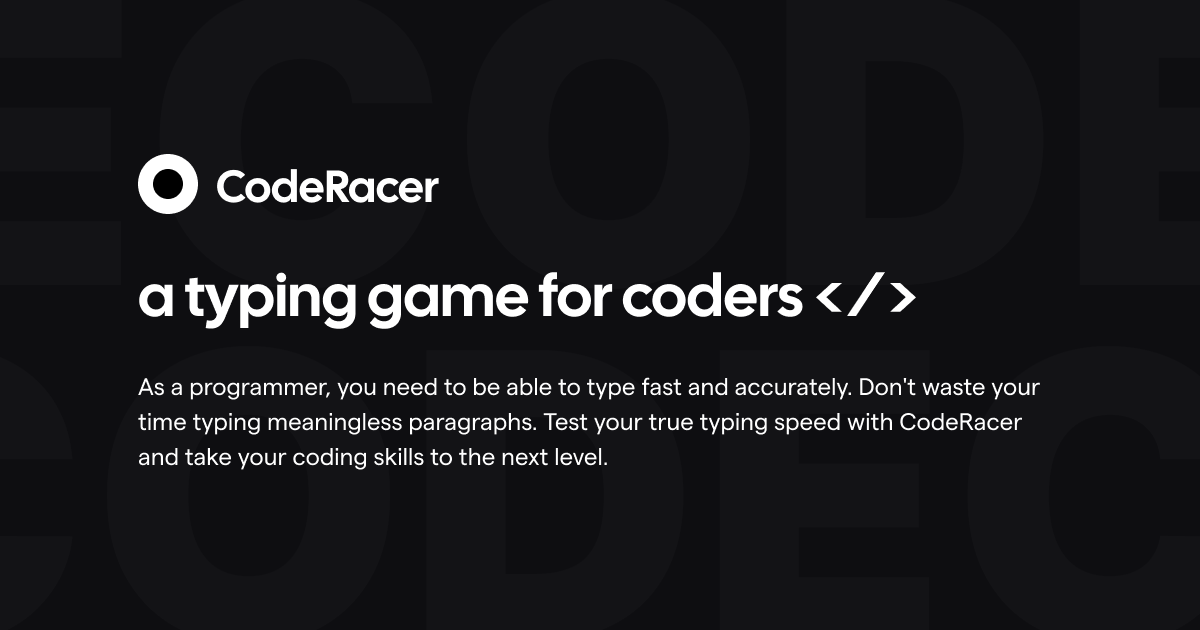 ECODE
CodeRacer
a typing game for coders </>
As a programmer, you need to be able to type fast and accurately. Don't waste your
time typing meaningless paragraphs. Test your true typing speed with CodeRacer
and take your coding skills to the next level.
CODEC